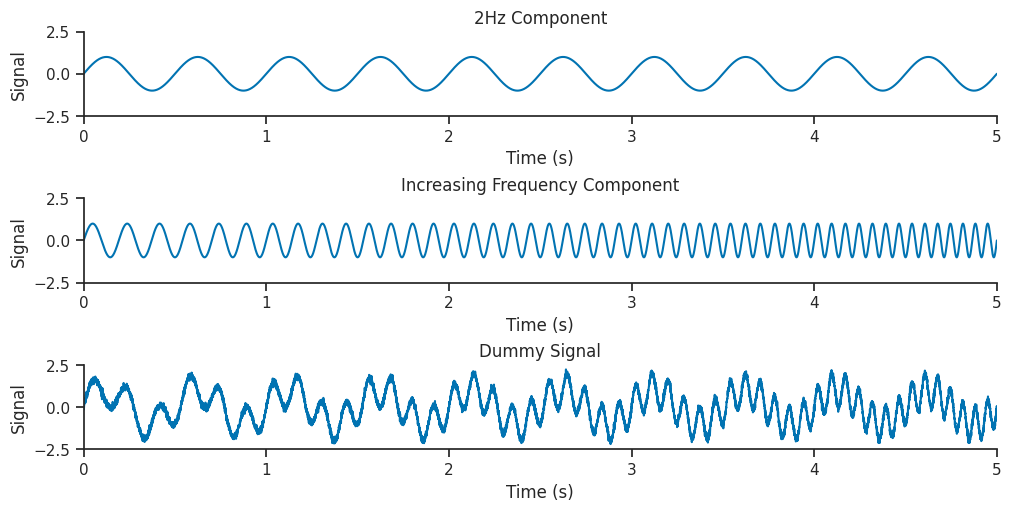 2Hz Component
2.5
0.0
−2.5
Signal
0 1 2 3 4 5
Time (s)
Increasing Frequency Component
2.5
0.0
−2.5
Signal
0 1 2 3 4 5
Time (s)
Dummy Signal
2.5
0.0
−2.5
Signal
0 1 2 3 4 5
Time (s)